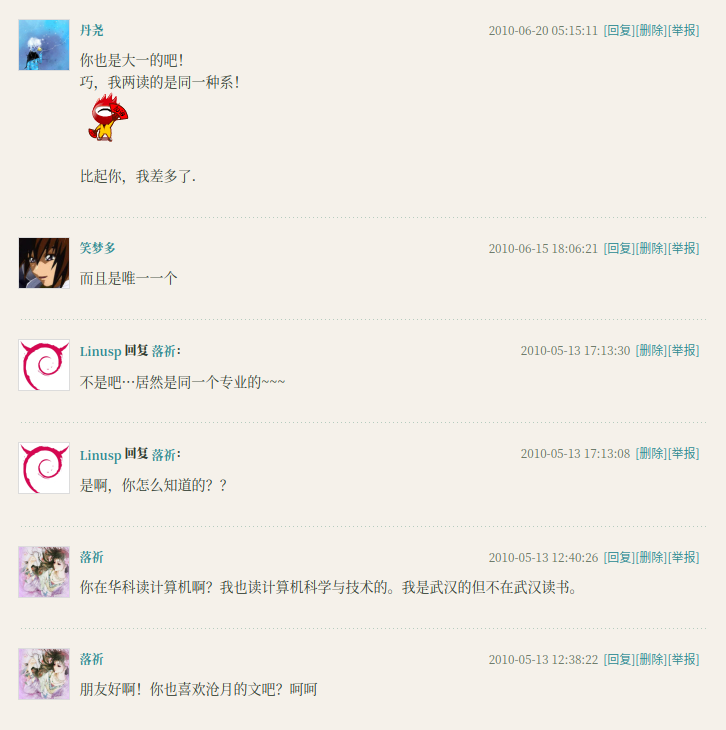 丹尧 2010-06-20 05:15:11 [回复][删除][举报]
你也是大一的吧！
巧，我两读的是同一种系！
比起你，我差多了.
笑梦多 2010-06-15 18:06:21 [回复][删除][举报]
而且是唯一一个
Linusp 回复 落祈： 2010-05-13 17:13:30 [删除][举报]
不是吧…居然是同一个专业的~~~
Linusp 回复 落祈： 2010-05-13 17:13:08 [删除][举报]
是啊，你怎么知道的？？
落祈 2010-05-13 12:40:26 [回复][删除][举报]
你在华科读计算机啊？我也读计算机科学与技术的。我是武汉的但不在武汉读书。
落祈 2010-05-13 12:38:22 [回复][删除][举报]
朋友好啊！你也喜欢沧月的文吧？呵呵